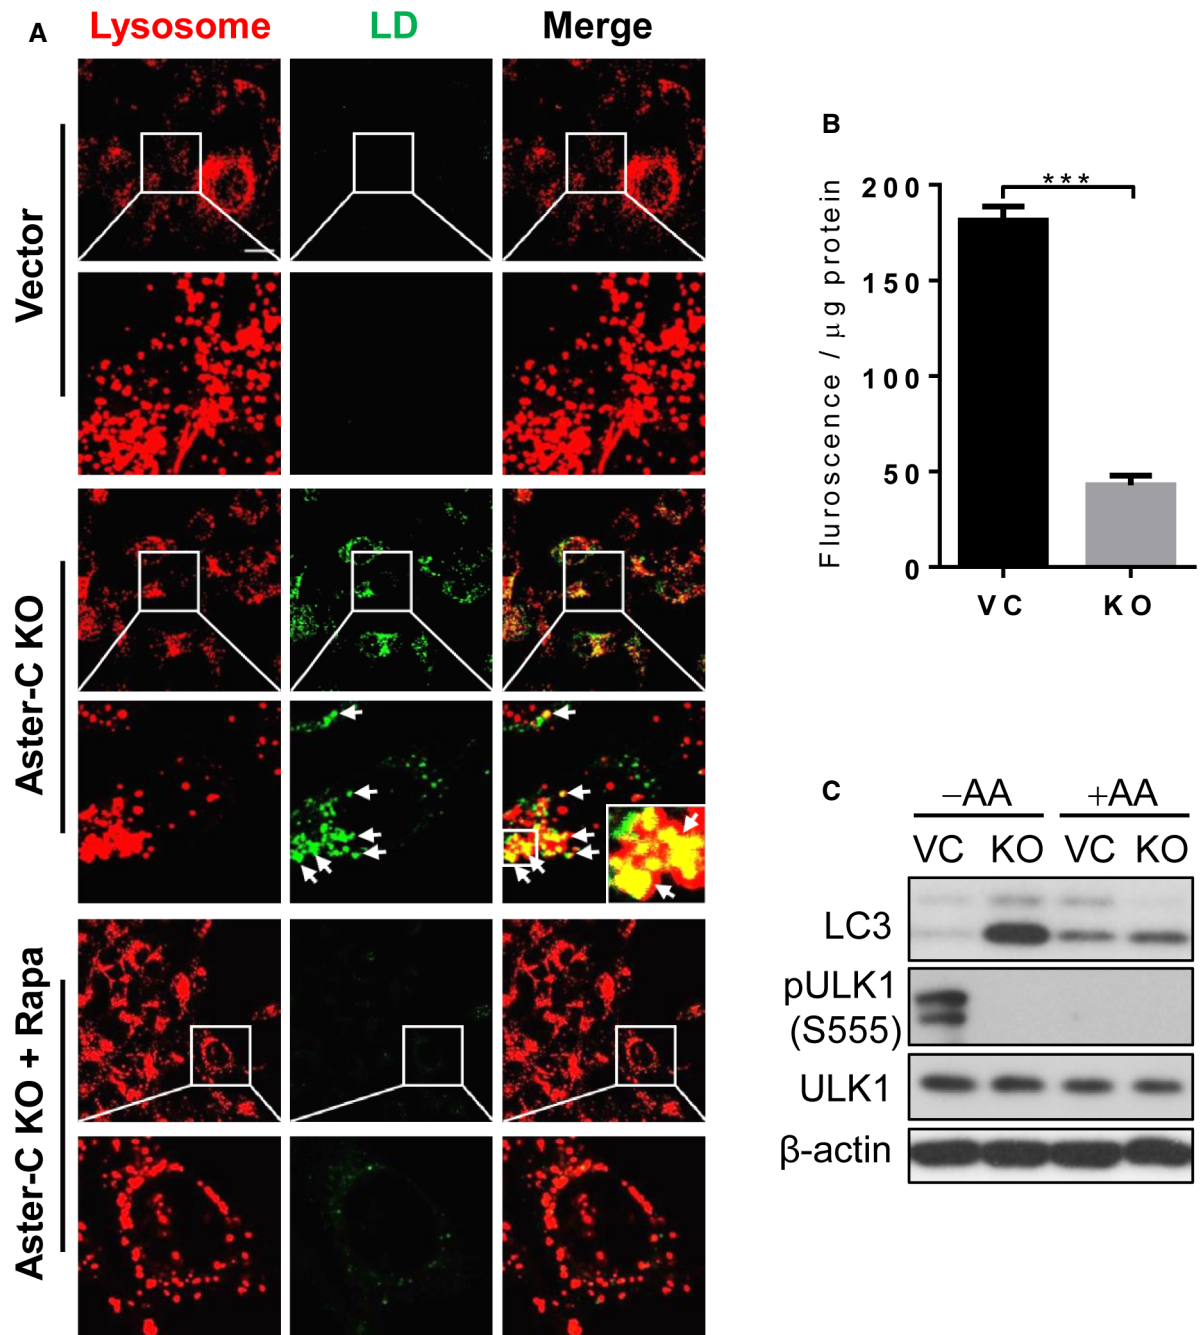 A
Lysosome LD Merge
Vector
Aster-C KO
Aster-C KO + Rapa
B
Fluroscence / μg protein
200
150
100
50
0
***
VC KO
C
–AA +AA
VC KO VC KO
LC3
pULK1
(S555)
ULK1
β-actin